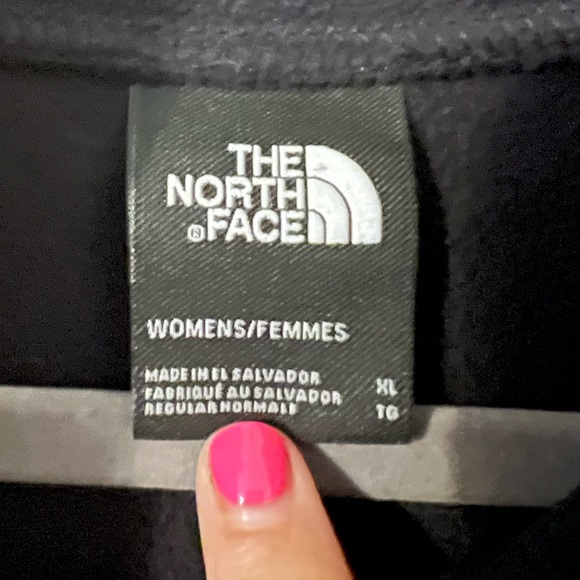 THE
NORTH
®FACE
WOMENS/FEMMES
MADE IN EL SALVADOR
FABRIQUÉ AU SALVADOR
REGULAR/NORMALE
XL
TG